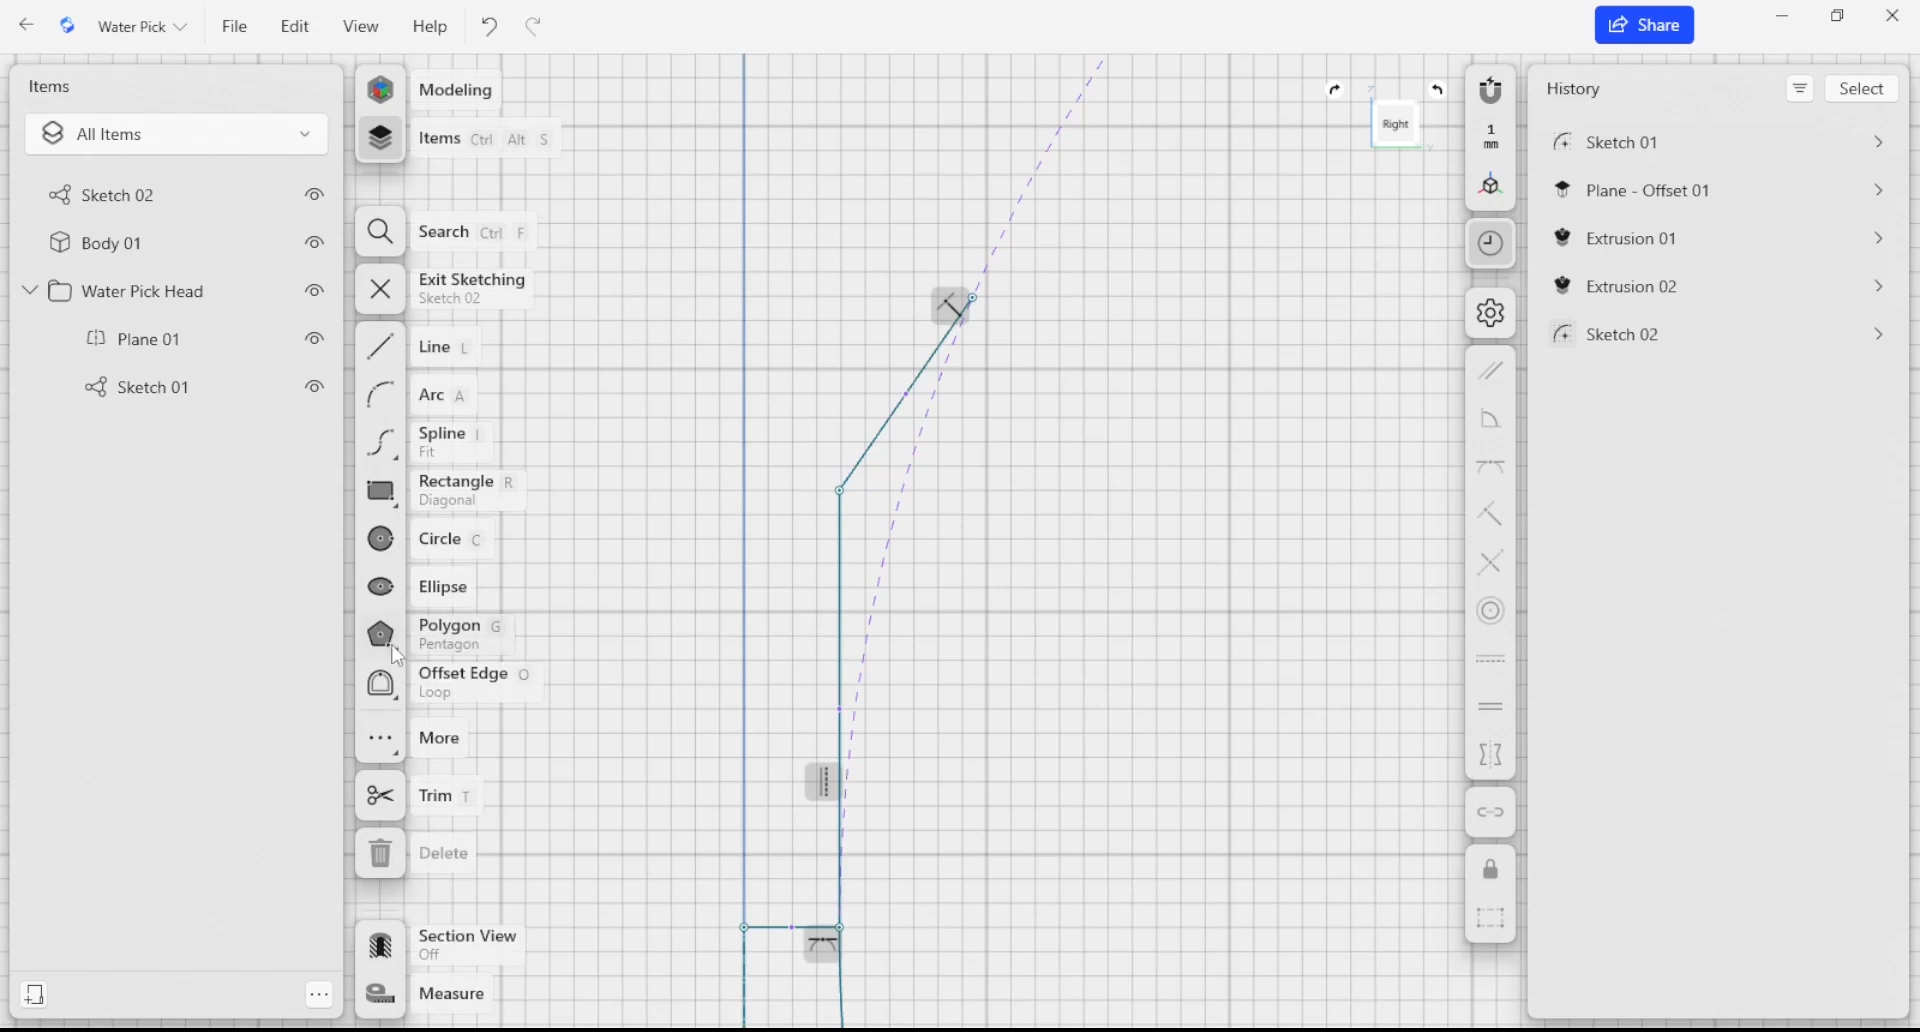 Water Pick
File
Edit
View
Help
Share
Items
All Items
Sketch 02
Body 01
Water Pick Head
Plane 01
Sketch 01
Modeling
Items Ctrl Alt S
Search Ctrl F
Exit Sketching
Sketch 02
Line L
Arc A
Spline I
Fit
Rectangle R
Diagonal
Circle C
Ellipse
Polygon G
Pentagon
Offset Edge O
Loop
More
Trim T
Delete
Section View
Off
Measure
Z
Right
Y
1
mm
History
Select
Sketch 01
Plane - Offset 01
Extrusion 01
Extrusion 02
Sketch 02